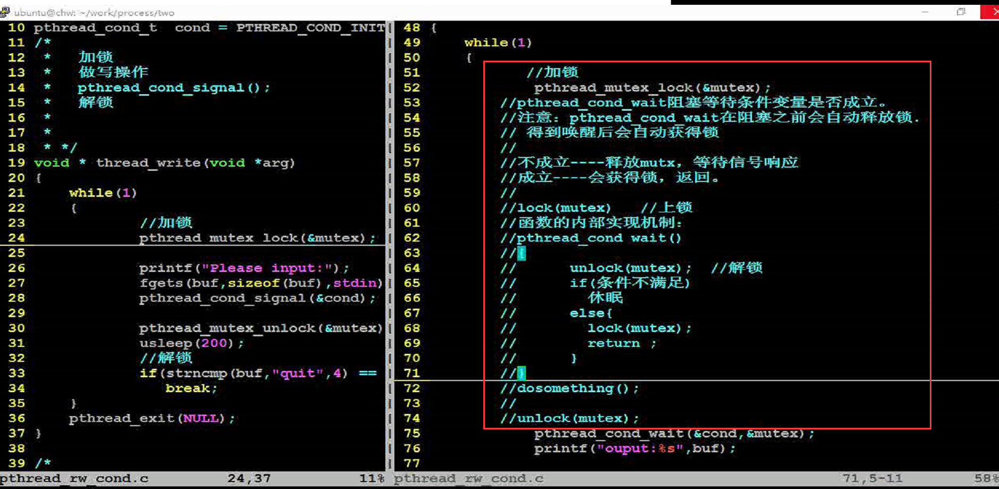 ubuntu@chw: ~/work/process/two
10 pthread_cond_t  cond = PTHREAD_COND_INIT
11 /*
12  *   加锁
13  *   做写操作
14  *   pthread_cond_signal();
15  *   解锁
16  *
17  *
18  * */
19 void * thread_write(void *arg)
20 {
21     while(1)
22     {
23             //加锁
24             pthread_mutex_lock(&mutex);
25
26             printf("Please input:");
27             fgets(buf,sizeof(buf),stdin)
28             pthread_cond_signal(&cond);
29
30             pthread_mutex_unlock(&mutex)
31             usleep(200);
32             //解锁
33             if(strncmp(buf,"quit",4) ==
34                break;
35     }
36     pthread_exit(NULL);
37 }
38
39 /*
pthread_rw_cond.c         24,37          11%
48 {
49     while(1)
50     {
51             //加锁
52              pthread_mutex_lock(&mutex);
53          //pthread_cond_wait阻塞等待条件变量是否成立。
54          //注意：pthread_cond_wait在阻塞之前会自动释放锁.
55          // 得到唤醒后会自动获得锁
56          //
57          //不成立----释放mutx，等待信号响应
58          //成立----会获得锁，返回。
59          //
60          //lock(mutex)   //上锁
61          //函数的内部实现机制：
62          //pthread_cond_wait()
63          //{
64          //      unlock(mutex);  //解锁
65          //      if(条件不满足)
66          //        休眠
67          //      else{
68          //        lock(mutex);
69          //        return ;
70          //      }
71          //}
72          //dosomething();
73          //
74          //unlock(mutex);
75              pthread_cond_wait(&cond,&mutex);
76              printf("ouput:%s",buf);
77
pthread_rw_cond.c                                  71,5-11        58%